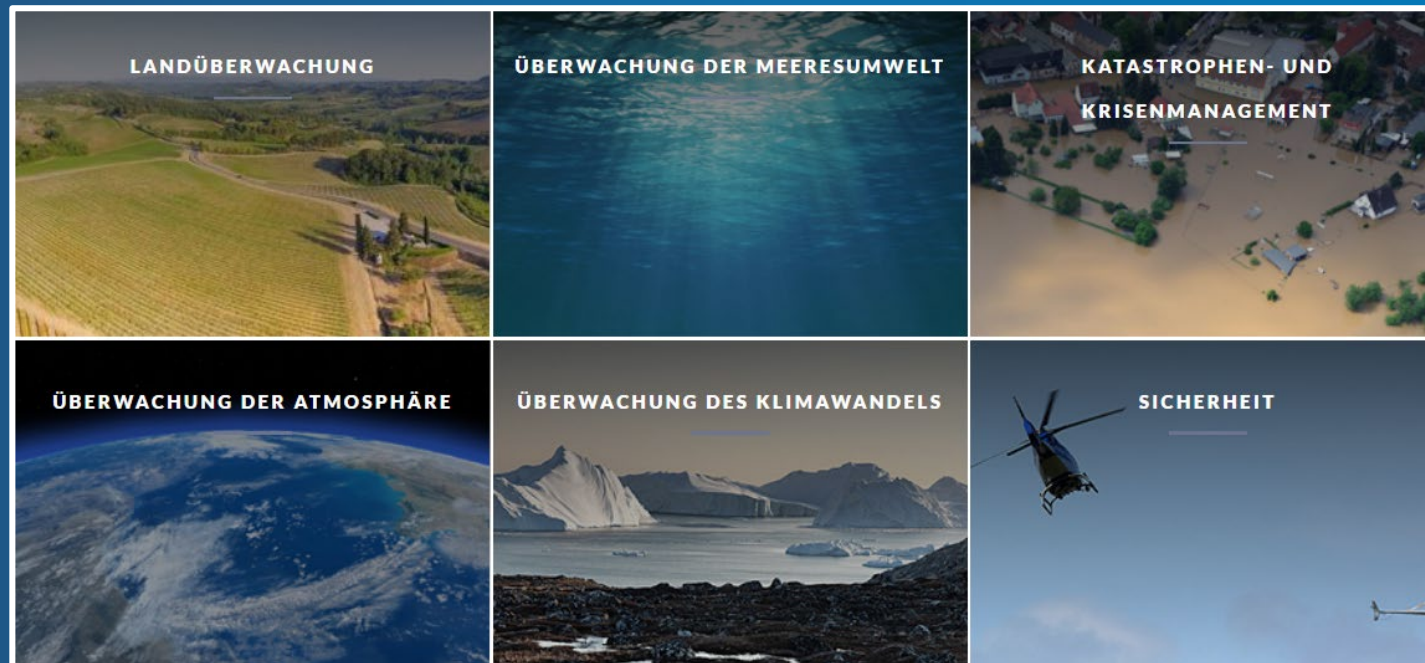 LANDÜBERWACHUNG
ÜBERWACHUNG DER MEERESUMWELT
KATASTROPHEN- UND
KRISENMANAGEMENT
ÜBERWACHUNG DER ATMOSPHÄRE
ÜBERWACHUNG DES KLIMAWANDELS
SICHERHEIT